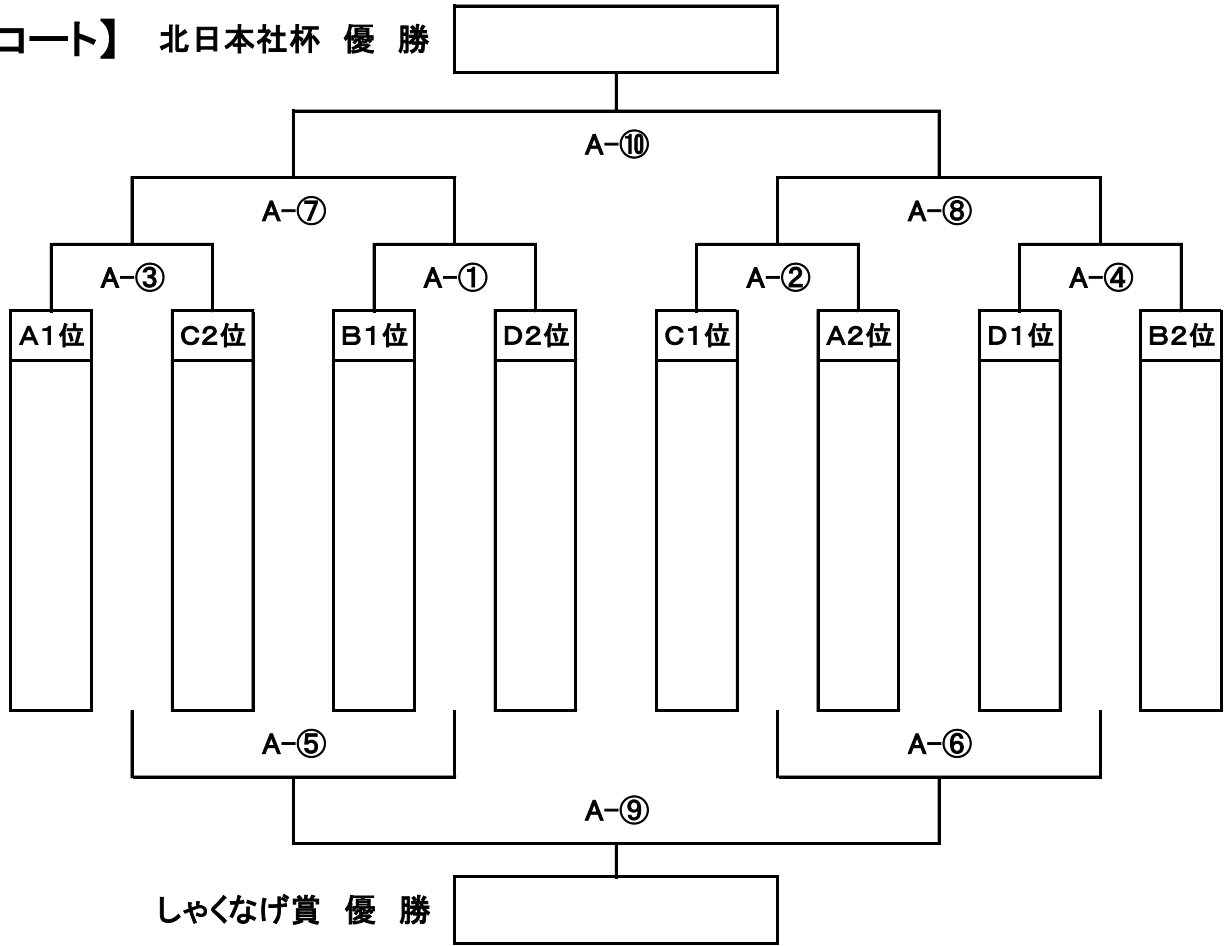 コート】 北日本社杯 優 勝
A-⑩
A-⑦ A-⑧
A-③ A-① A-② A-④
A1位 C2位 B1位 D2位 C1位 A2位 D1位 B2位
A-⑤ A-⑥
A-⑨
しゃくなげ賞 優 勝